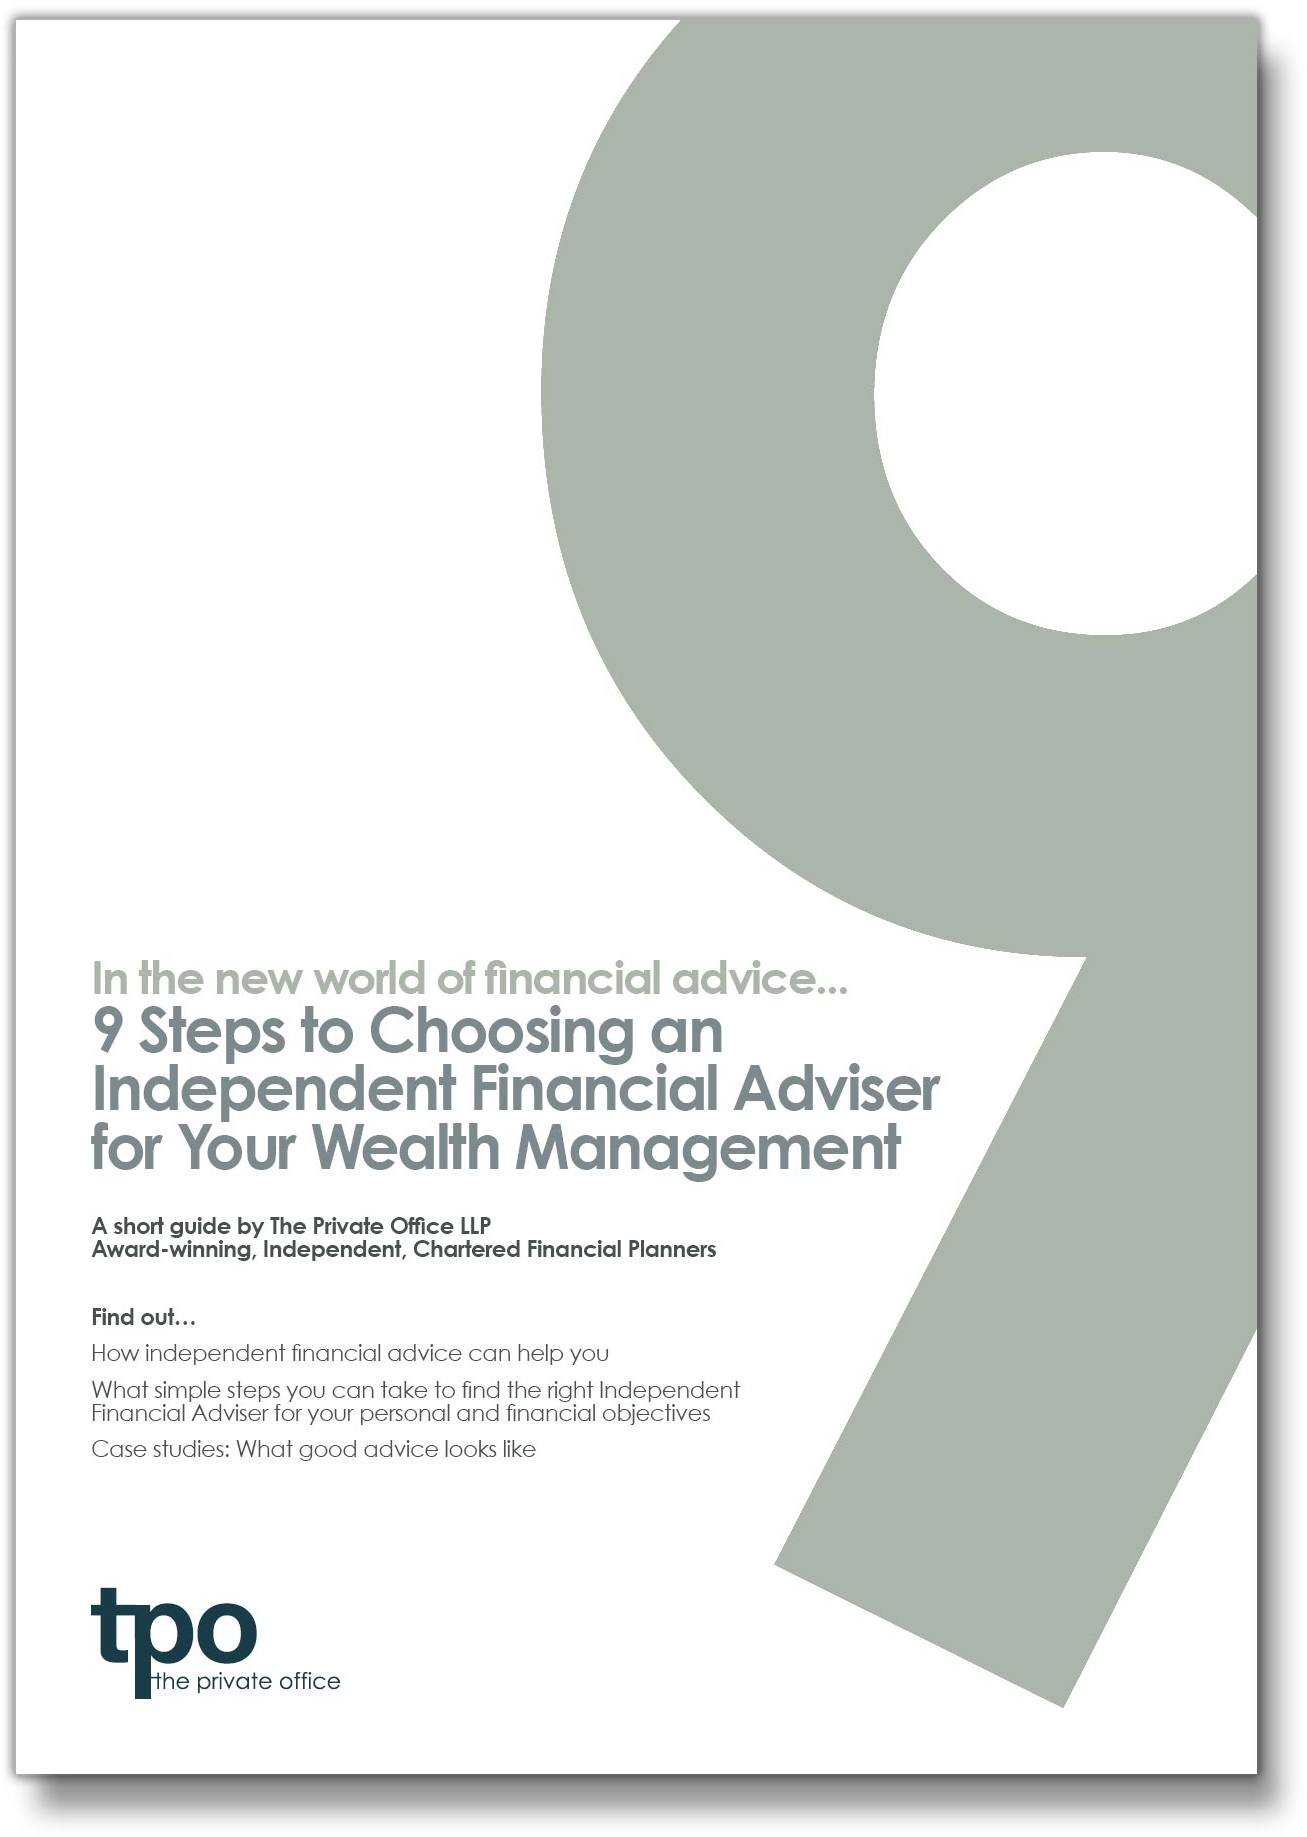 9
In the new world of financial advice...
9 Steps to Choosing an
Independent Financial Adviser
for Your Wealth Management
A short guide by The Private Office LLP
Award-winning, Independent, Chartered Financial Planners
Find out…
How independent financial advice can help you
What simple steps you can take to find the right Independent
Financial Adviser for your personal and financial objectives
Case studies: What good advice looks like
tpo
the private office